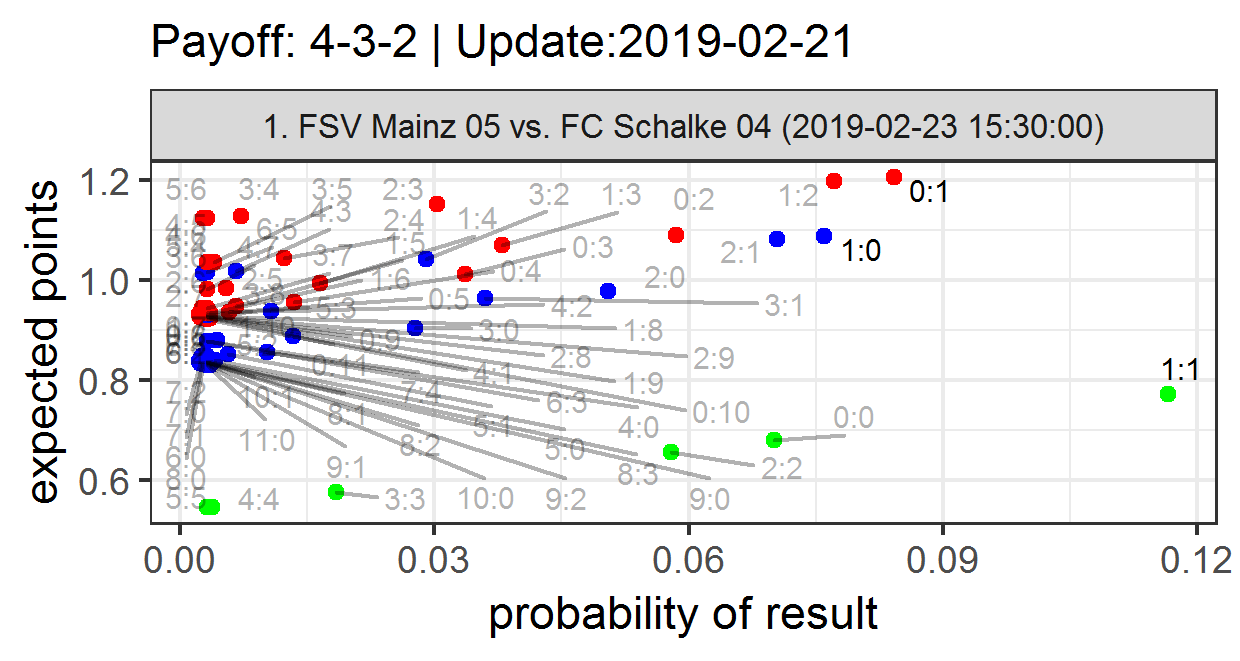 Payoff: 4-3-2 | Update:2019-02-21
1. FSV Mainz 05 vs. FC Schalke 04 (2019-02-23 15:30:00)
expected points
1.2
1.0
0.8
0.6
5:6 3:4 3:5 2:3 3:2 1:3 0:2 1:2 0:1
6:5 4:3 2:4 1:4
4:7 3:7 1:5 0:3 2:1 1:0
2:5 1:6 0:4 2:0
5:3 0:5 4:2 3:1
1:10 0:9 3:0 1:8
0:11 4:1 2:8 2:9
7:4 1:9 1:1
10:1 8:1 5:1 6:3 4:0 0:10 0:0
11:0 8:2 5:0
6:0 9:1 8:3 2:2
8:0
5:5 4:4 3:3 10:0 9:2 9:0
0.00 0.03 0.06 0.09 0.12
probability of result